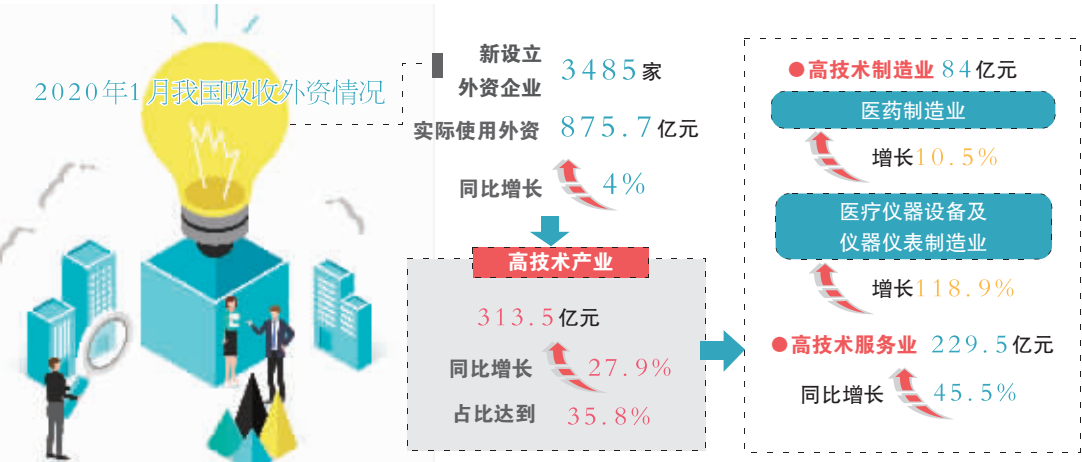 2020年1月我国吸收外资情况
新设立
外资企业
3485家
实际使用外资 875.7亿元
同比增长 4%
高技术产业
313.5亿元
同比增长 27.9%
占比达到 35.8%
●高技术制造业 84亿元
医药制造业
增长10.5%
医疗仪器设备及
仪器仪表制造业
增长118.9%
●高技术服务业 229.5亿元
同比增长 45.5%